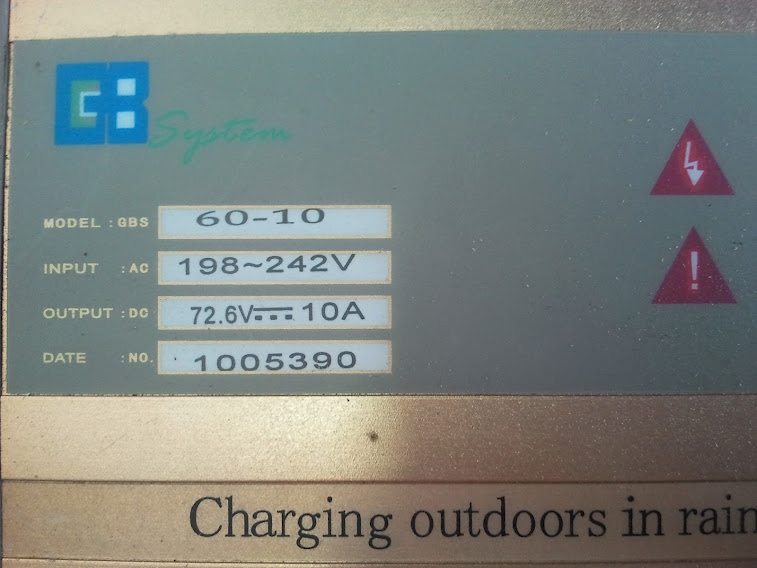 GB System
MODEL : GBS 60-10
INPUT : AC 198~242V
OUTPUT : DC 72.6V⎓10A
DATE : NO. 1005390
!
Charging outdoors in rain